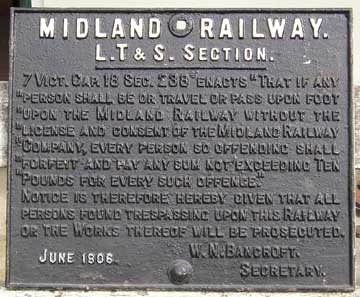 MIDLAND RAILWAY.
L.T & S. SECTION.
7 VICT. CAP. 18 SEC. 238 "ENACTS" THAT IF ANY
"PERSON SHALL BE OR TRAVEL OR PASS UPON FOOT
"UPON THE MIDLAND RAILWAY WITHOUT THE
"LICENSE AND CONSENT OF THE MIDLAND RAILWAY
"COMPANY, EVERY PERSON SO OFFENDING SHALL
"FORFEIT AND PAY ANY SUM NOT EXCEEDING TEN
"POUNDS FOR EVERY SUCH OFFENCE."
NOTICE IS THEREFORE HEREBY GIVEN THAT ALL
PERSONS FOUND TRESPASSING UPON THIS RAILWAY
OR THE WORKS THEREOF WILL BE PROSECUTED.
JUNE 1906. W. N. BANCROFT.
SECRETARY.